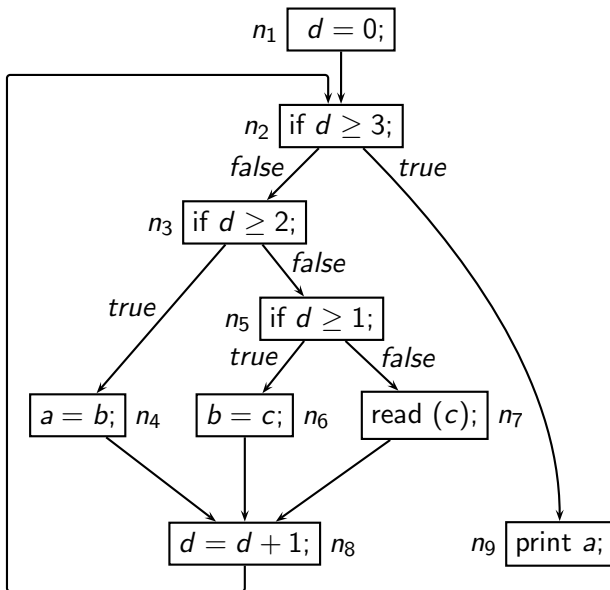 n1 d = 0;
n2 if d ≥ 3;
false true
n3 if d ≥ 2;
false
true
n5 if d ≥ 1;
true false
a = b; n4 b = c; n6 read (c); n7
d = d + 1; n8 n9 print a;